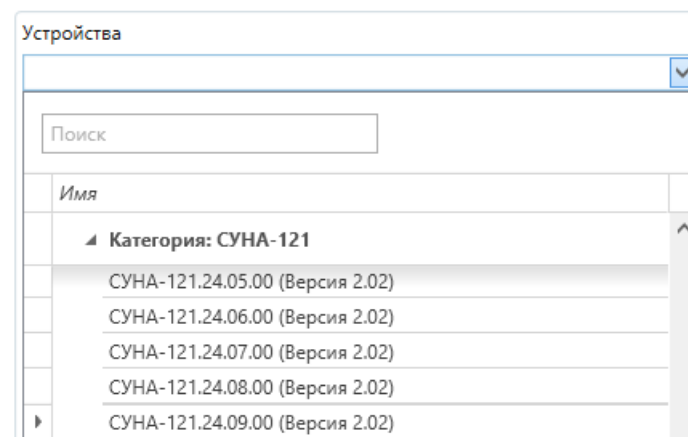 Устройства
Поиск
Имя
Категория: СУНА-121
СУНА-121.24.05.00 (Версия 2.02)
СУНА-121.24.06.00 (Версия 2.02)
СУНА-121.24.07.00 (Версия 2.02)
СУНА-121.24.08.00 (Версия 2.02)
СУНА-121.24.09.00 (Версия 2.02)